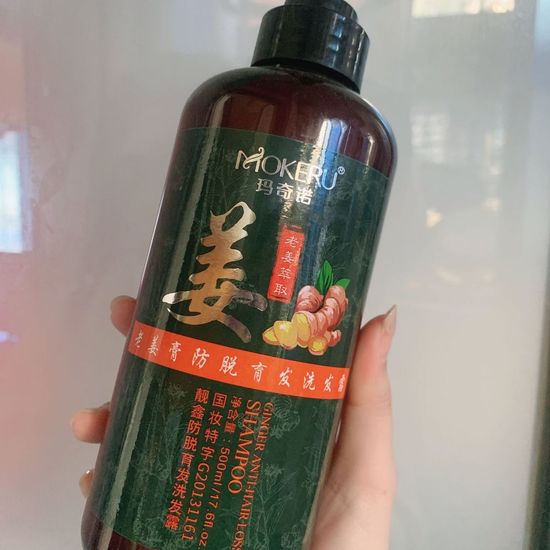 MOKERU®
玛奇诺
姜
老姜萃取
老姜膏防脱育发洗发露
GINGER ANTI-HAIR LOSS
SHAMPOO
净含量：500ml/17.6fl.oz
国妆特字G20131161
靓鑫防脱育发洗发露